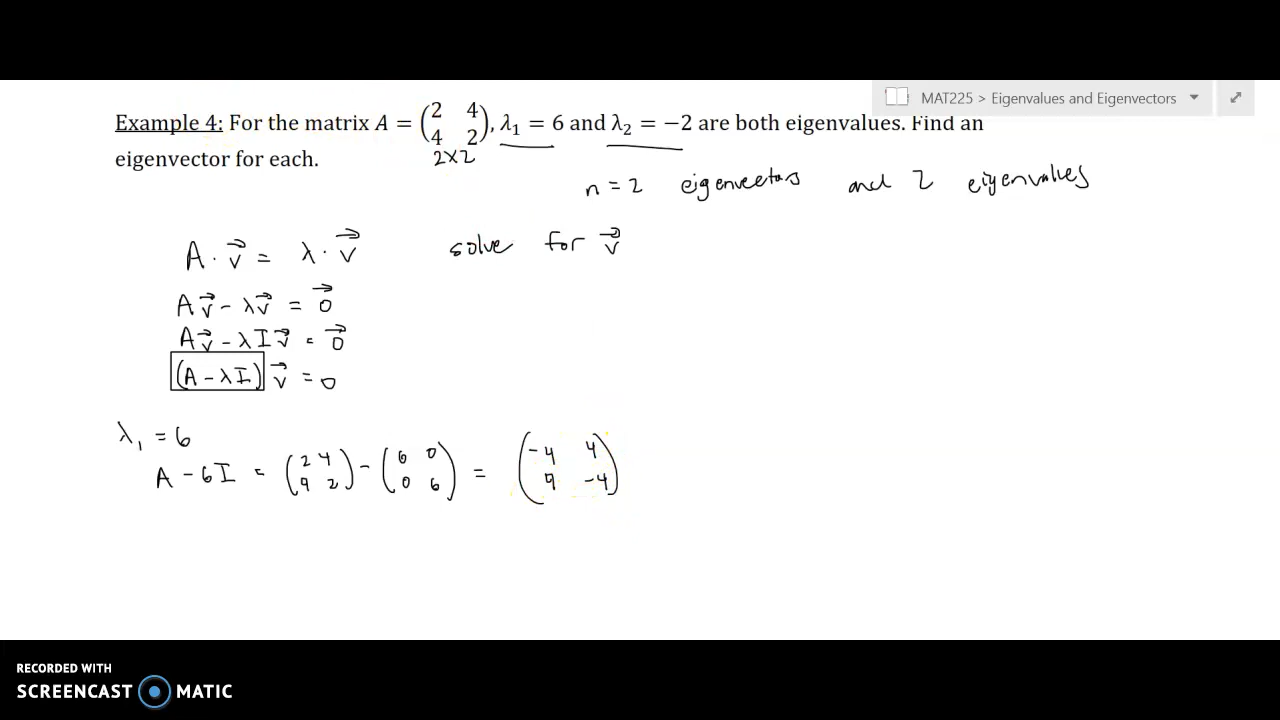 MAT225 > Eigenvalues and Eigenvectors
Example 4: For the matrix A = (2 4
4 2), λ₁ = 6 and λ₂ = −2 are both eigenvalues. Find an
eigenvector for each.
2×2
n = 2 eigenvectors and 2 eigenvalues
A · v⃗ = λ · v⃗ solve for v⃗
Av⃗ - λv⃗ = 0⃗
Av⃗ - λIv⃗ = 0⃗
(A - λI) v⃗ = 0
λ₁ = 6
A - 6I = (2 4
4 2) - (6 0
0 6) = (-4 4
4 -4)
RECORDED WITH
SCREENCAST MATIC